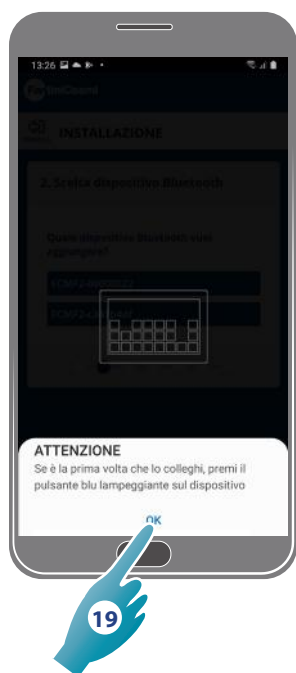 13:26
INSTALLAZIONE
2. Scelta dispositivo Bluetooth
Quale dispositivo Bluetooth vuoi
aggiungere?
ATTENZIONE
Se è la prima volta che lo colleghi, premi il
pulsante blu lampeggiante sul dispositivo
OK
19